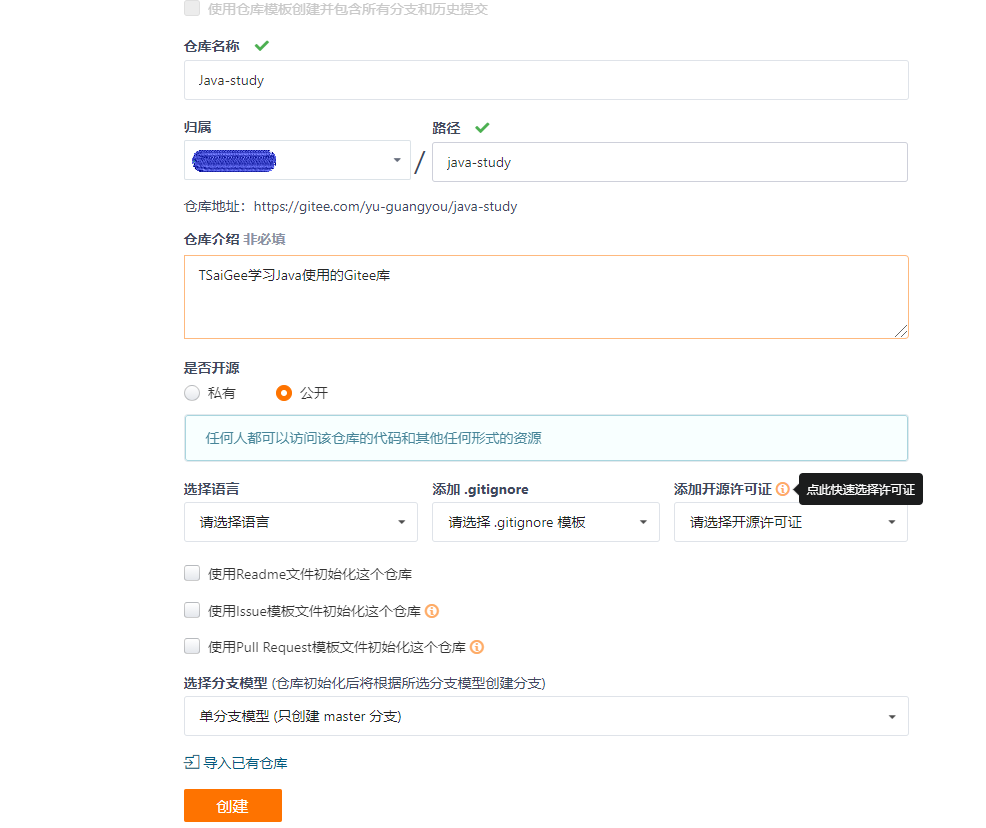 使用仓库模板创建并包含所有分支和历史提交
仓库名称
Java-study
归属
路径
/
java-study
仓库地址：https://gitee.com/yu-guangyou/java-study
仓库介绍 非必填
TSaiGee学习Java使用的Gitee库
是否开源
私有
公开
任何人都可以访问该仓库的代码和其他任何形式的资源
选择语言
添加 .gitignore
添加开源许可证
点此快速选择许可证
请选择语言
请选择 .gitignore 模板
请选择开源许可证
使用Readme文件初始化这个仓库
使用Issue模板文件初始化这个仓库
使用Pull Request模板文件初始化这个仓库
选择分支模型 (仓库初始化后将根据所选分支模型创建分支)
单分支模型 (只创建 master 分支)
导入已有仓库
创建